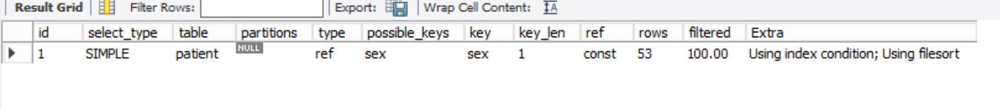 Result Grid Filter Rows: Export: Wrap Cell Content: IA
id select_type table partitions type possible_keys key key_len ref rows filtered Extra
1 SIMPLE patient NULL ref sex sex 1 const 53 100.00 Using index condition; Using filesort